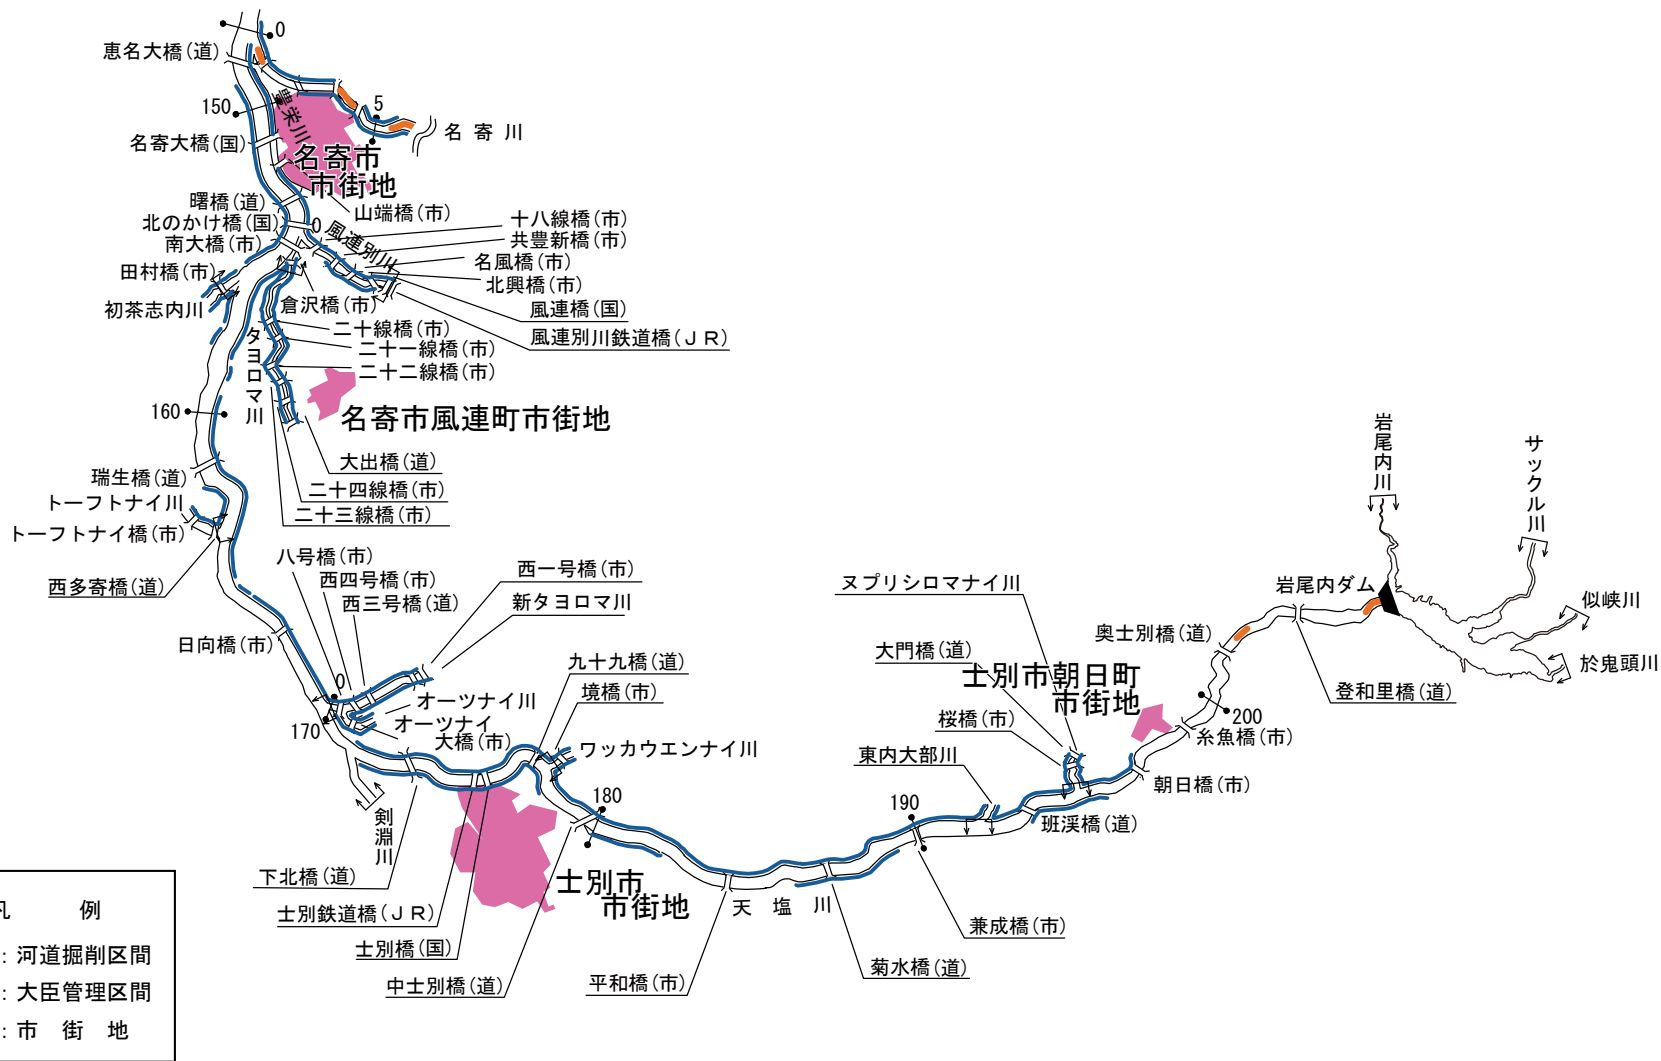 0
恵名大橋(道)
150
豊栄川
5
名寄川
名寄大橋(国)
名寄市
市街地
曙橋(道)
北のかけ橋(国)
南大橋(市)
0
山端橋(市)
風連別川
十八線橋(市)
共豊新橋(市)
名風橋(市)
北興橋(市)
田村橋(市)
初茶志内川
倉沢橋(市)
風連橋(国)
風連別川鉄道橋(JR)
二十線橋(市)
二十一線橋(市)
二十二線橋(市)
タヨロマ川
160
名寄市風連町市街地
瑞生橋(道)
トーフトナイ川
トーフトナイ橋(市)
大出橋(道)
二十四線橋(市)
二十三線橋(市)
西多寄橋(道)
八号橋(市)
西四号橋(市)
西三号橋(道)
西一号橋(市)
新タヨロマ川
日向橋(市)
0
170
オーツナイ川
オーツナイ
大橋(市)
九十九橋(道)
境橋(市)
ワッカウエンナイ川
剣淵川
180
下北橋(道)
士別鉄道橋(JR)
士別橋(国)
中士別橋(道)
士別市
市街地
平和橋(市)
天塩川
菊水橋(道)
兼成橋(市)
190
東内大部川
桜橋(市)
大門橋(道)
ヌプリシロマナイ川
士別市朝日町
市街地
班渓橋(道)
朝日橋(市)
糸魚橋(市)
200
奥士別橋(道)
登和里橋(道)
岩尾内ダム
岩尾内川
サックル川
似峡川
於鬼頭川
凡例
：河道掘削区間
：大臣管理区間
：市街地